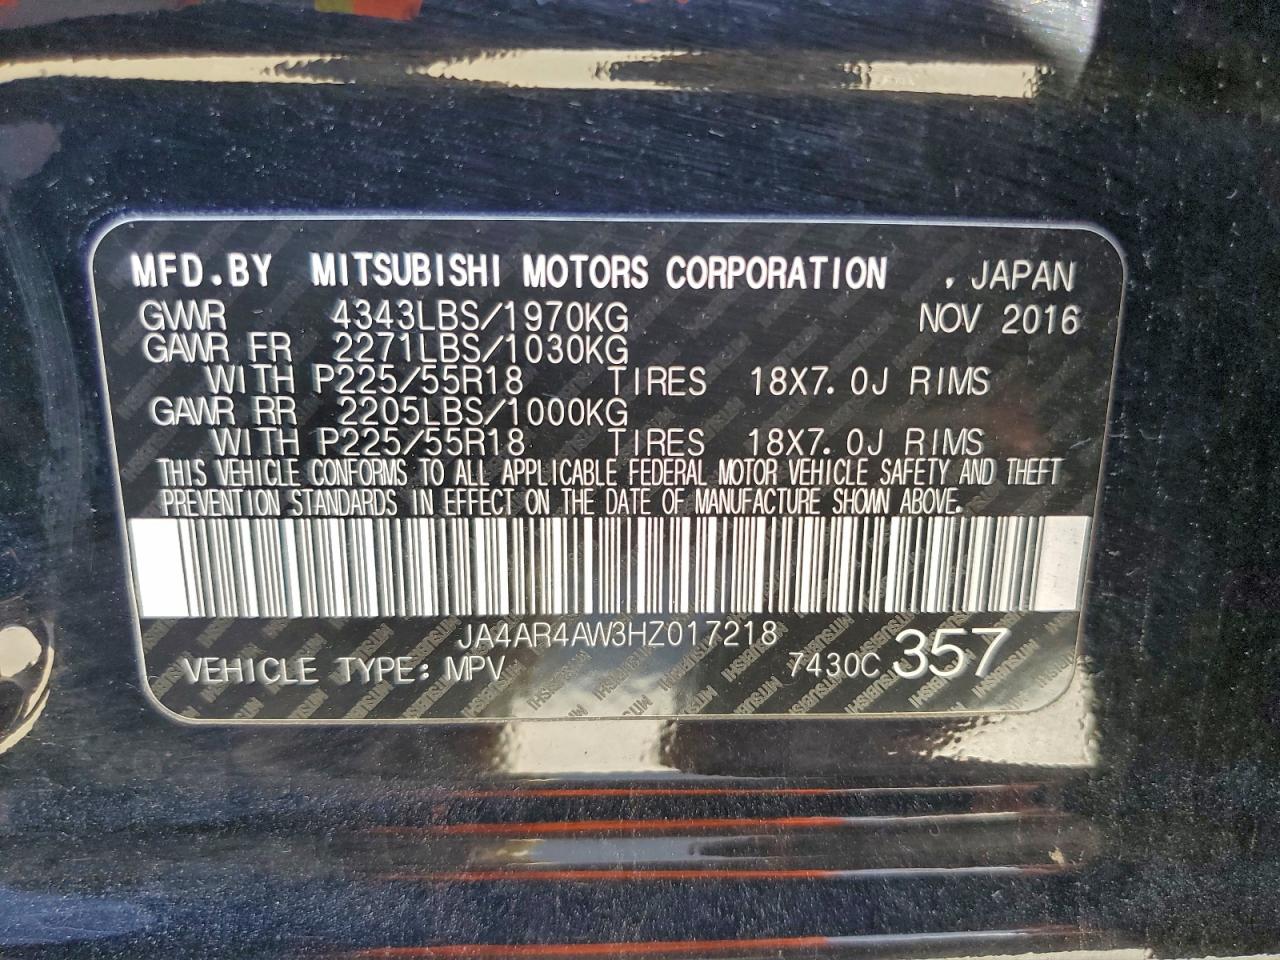 MFD.BY MITSUBISHI MOTORS CORPORATION , JAPAN
GVWR 4343LBS/1970KG NOV 2016
GAWR FR 2271LBS/1030KG
WITH P225/55R18 TIRES 18X7.0J RIMS
GAWR RR 2205LBS/1000KG
WITH P225/55R18 TIRES 18X7.0J RIMS
THIS VEHICLE CONFORMS TO ALL APPLICABLE FEDERAL MOTOR VEHICLE SAFETY AND THEFT
PREVENTION STANDARDS IN EFFECT ON THE DATE OF MANUFACTURE SHOWN ABOVE.
JA4AR4AW3HZ017218
VEHICLE TYPE: MPV 7430C 357